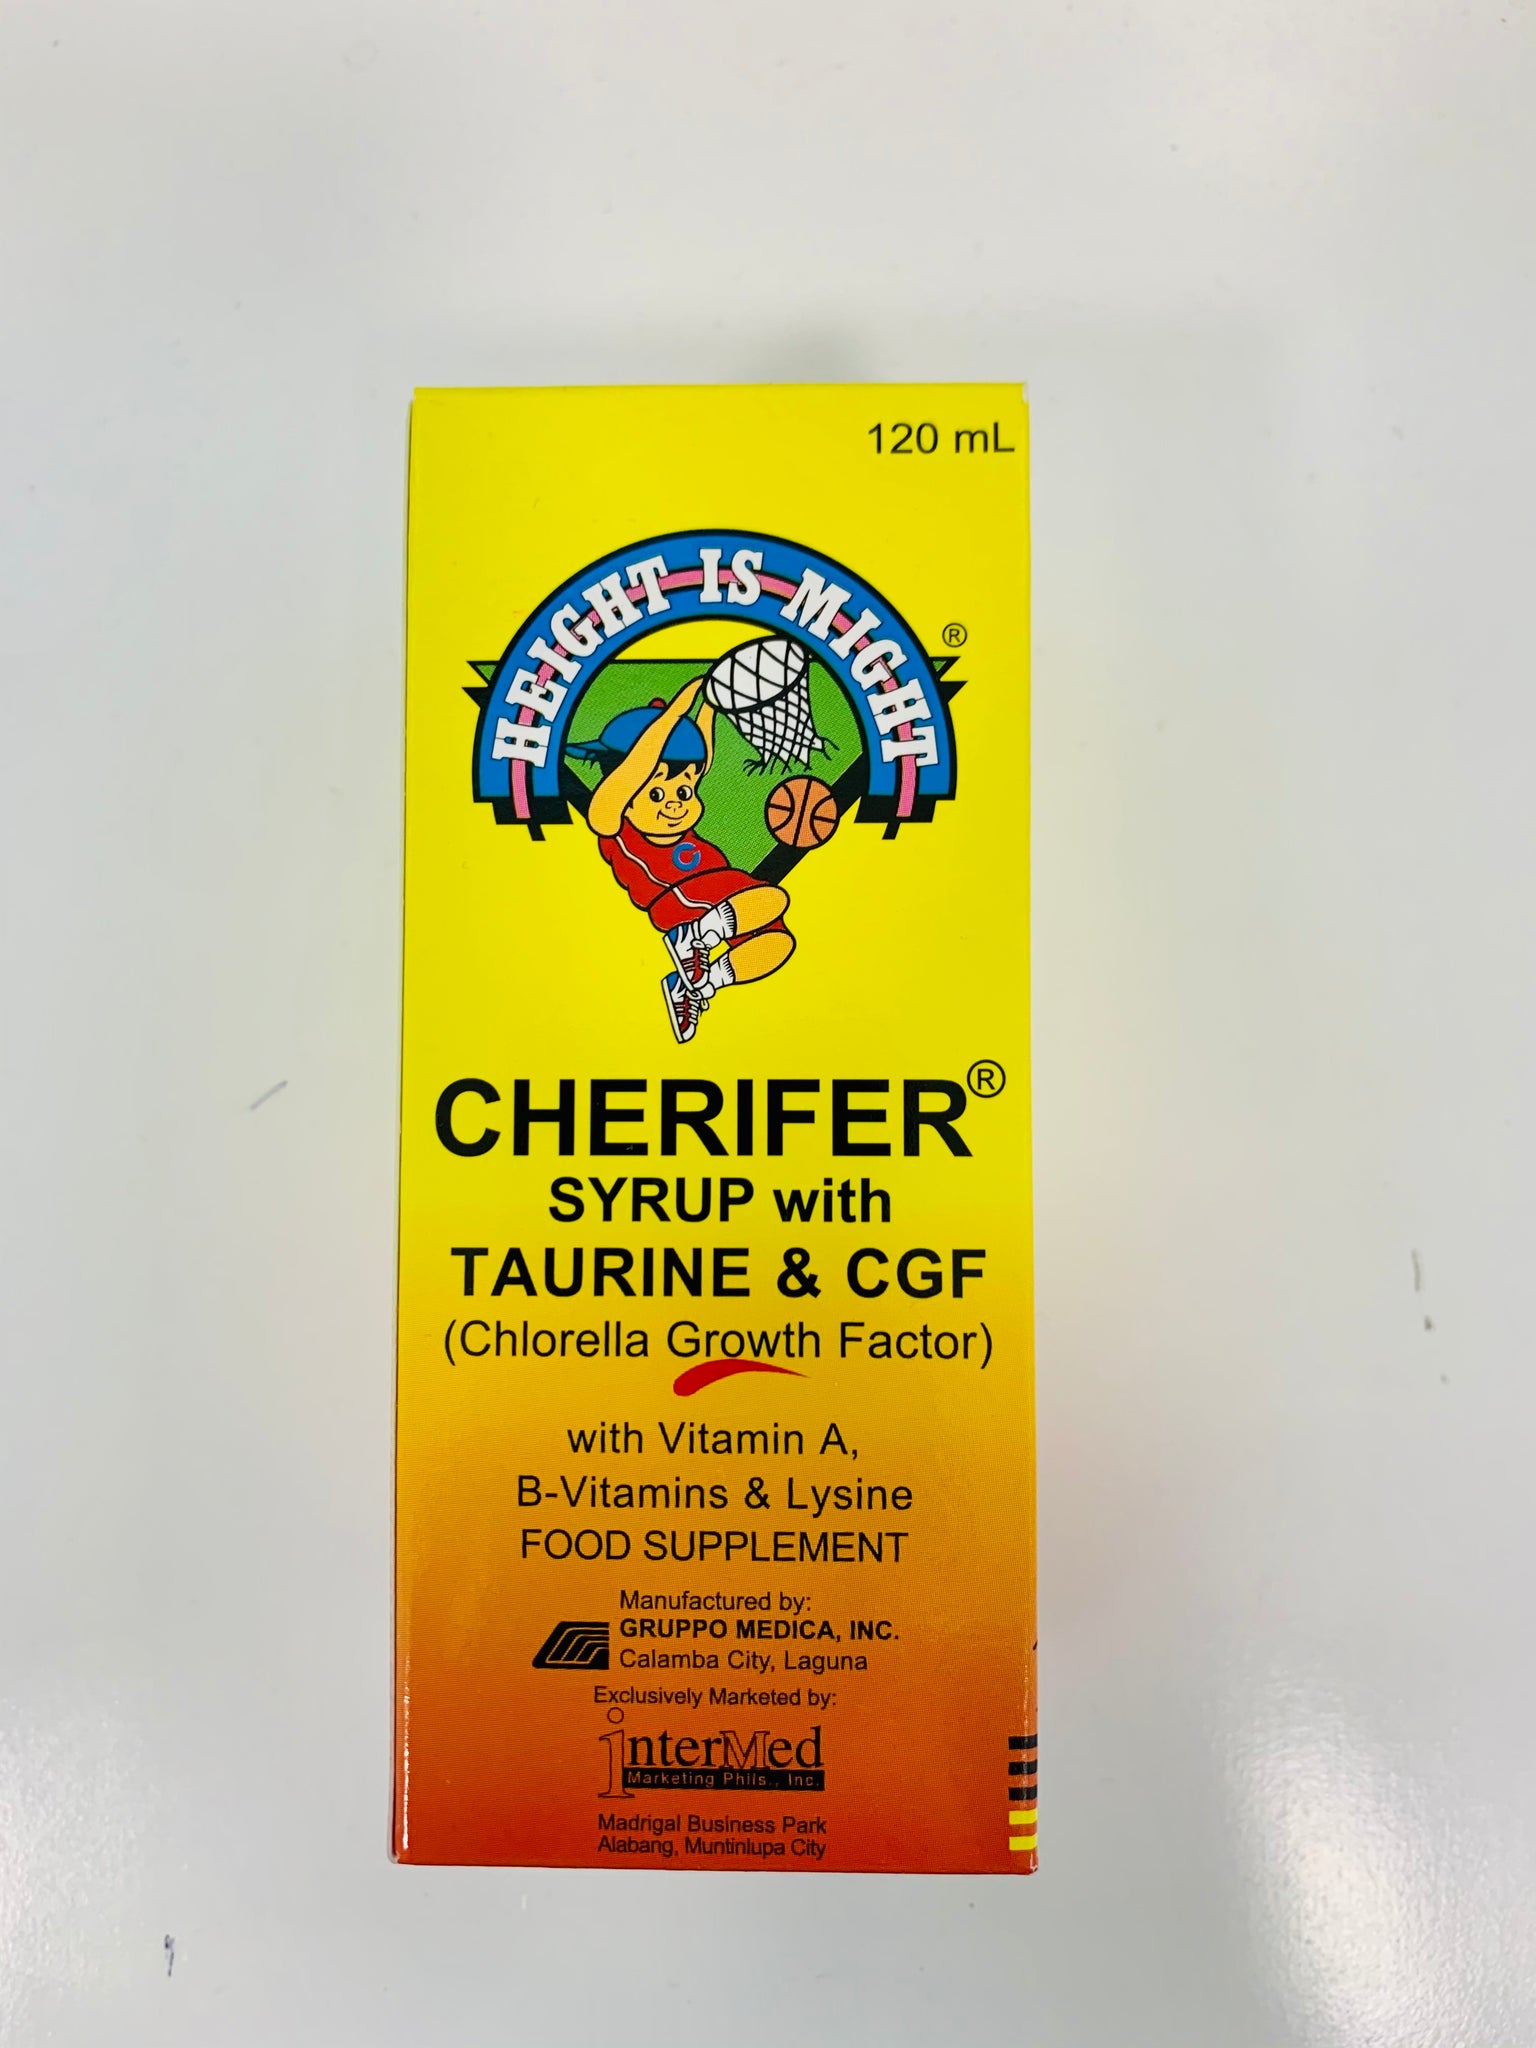 120 mL
HEIGHT IS MIGHT
®
C
CHERIFER®
SYRUP with
TAURINE & CGF
(Chlorella Growth Factor)
with Vitamin A,
B-Vitamins & Lysine
FOOD SUPPLEMENT
Manufactured by:
GRUPPO MEDICA, INC.
Calamba City, Laguna
Exclusively Marketed by:
interMed
Marketing Phils., Inc.
Madrigal Business Park
Alabang, Muntinlupa City